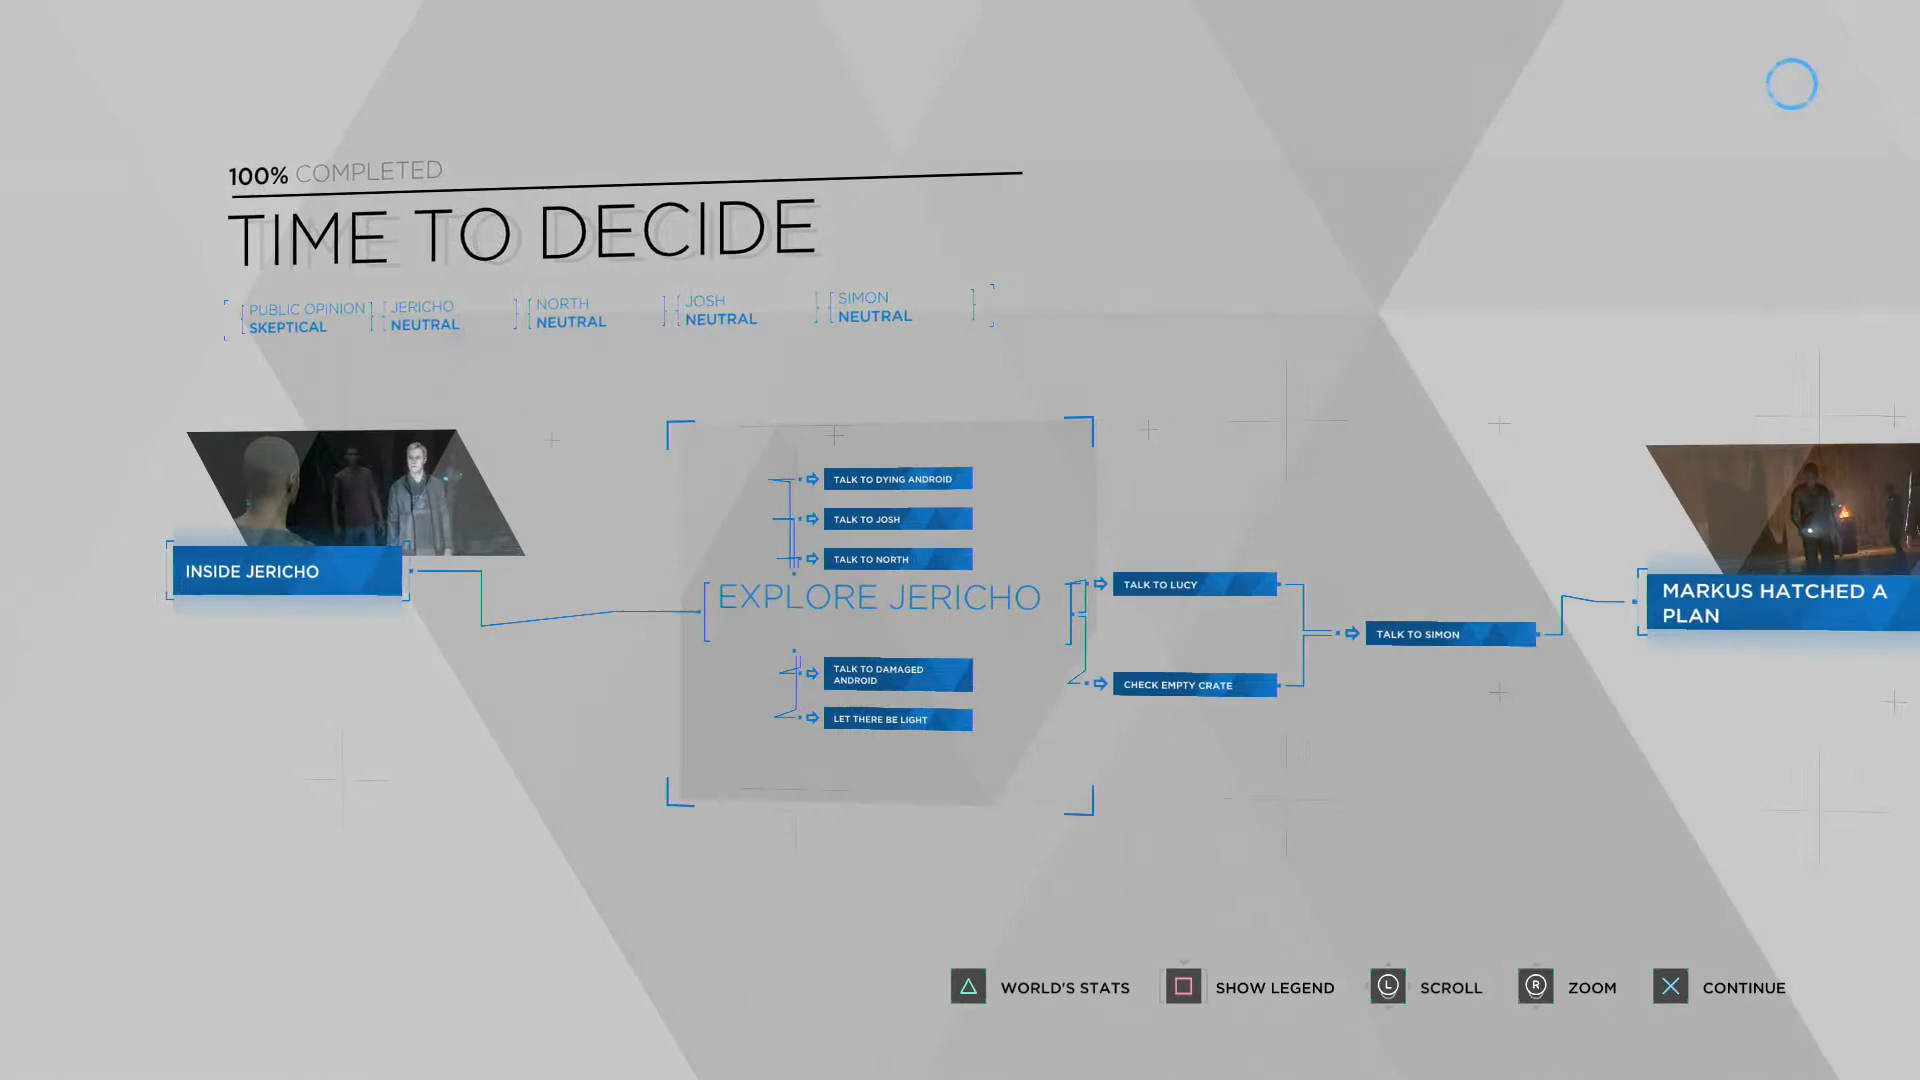 100% COMPLETED
TIME TO DECIDE
PUBLIC OPINION
SKEPTICAL
JERICHO
NEUTRAL
NORTH
NEUTRAL
JOSH
NEUTRAL
SIMON
NEUTRAL
INSIDE JERICHO
TALK TO DYING ANDROID
TALK TO JOSH
TALK TO NORTH
EXPLORE JERICHO
TALK TO DAMAGED
ANDROID
LET THERE BE LIGHT
TALK TO LUCY
CHECK EMPTY CRATE
TALK TO SIMON
MARKUS HATCHED A
PLAN
WORLD'S STATS
SHOW LEGEND
L
SCROLL
R
ZOOM
CONTINUE